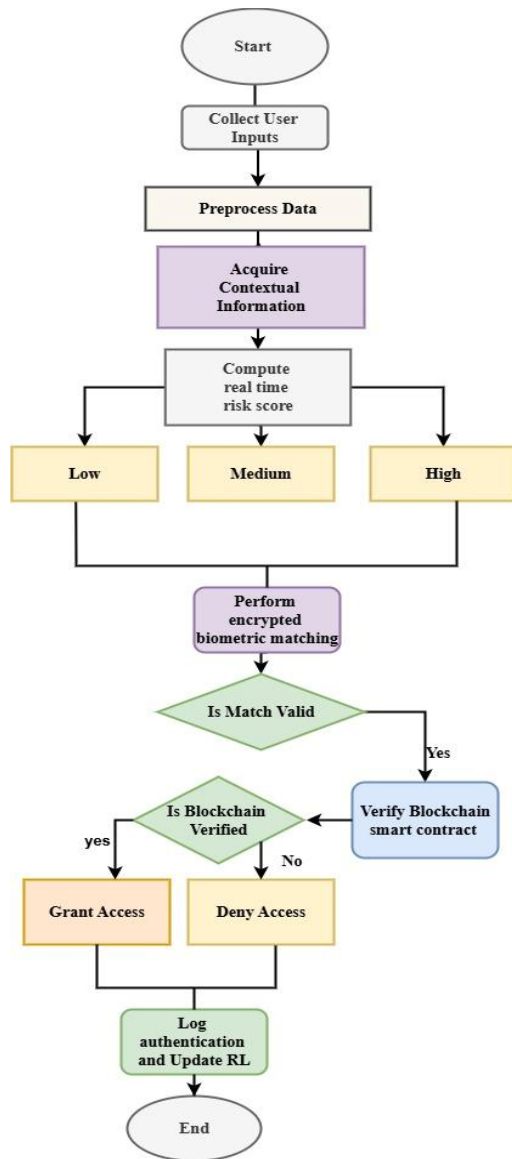 Start
Collect User
Inputs
Preprocess Data
Acquire
Contextual
Information
Compute
real time
risk score
Low
Medium
High
Perform
encrypted
biometric matching
Is Match Valid
Yes
Verify Blockchain
smart contract
Is Blockchain
Verified
yes
No
Grant Access
Deny Access
Log
authentication
and Update RL
End